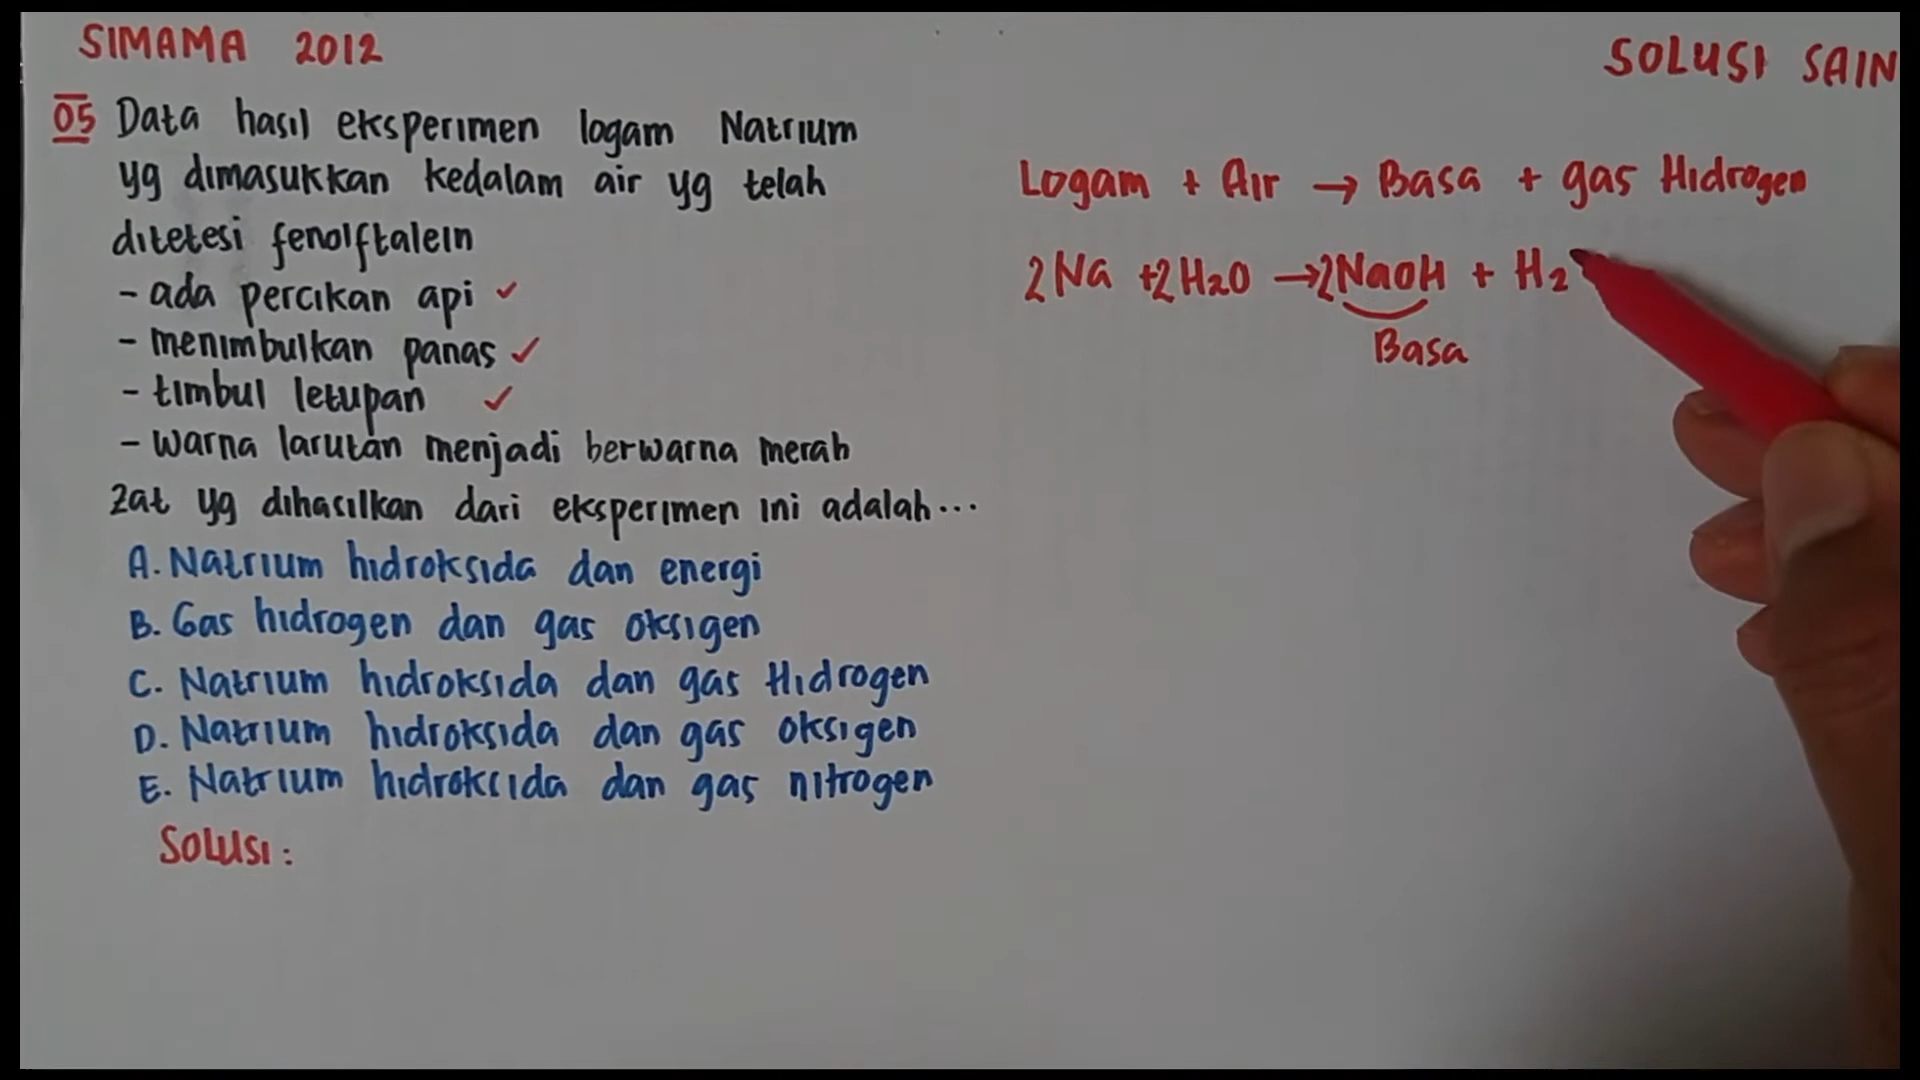 SIMAMA 2012
SOLUSI SAIN
05 Data hasil eksperimen logam Natrium
yg dimasukkan kedalam air yg telah
ditetesi fenolftalein
- ada percikan api ✓
- menimbulkan panas ✓
- timbul letupan ✓
- warna larutan menjadi berwarna merah
Zat yg dihasilkan dari eksperimen ini adalah...
A. Natrium hidroksida dan energi
B. Gas hidrogen dan gas oksigen
C. Natrium hidroksida dan gas Hidrogen
D. Natrium hidroksida dan gas oksigen
E. Natrium hidroksida dan gas nitrogen
Solusi:
Logam + Air → Basa + gas Hidrogen
2Na + 2H2O → 2NaOH + H2
Basa